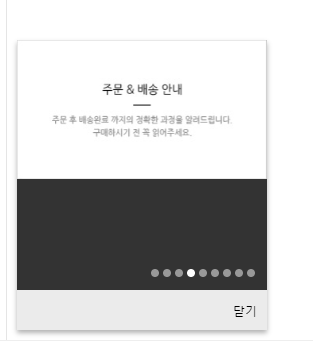 주문 & 배송 안내
주문 후 배송완료 까지의 정확한 과정을 알려드립니다.
구매하시기 전 꼭 읽어주세요.
닫기